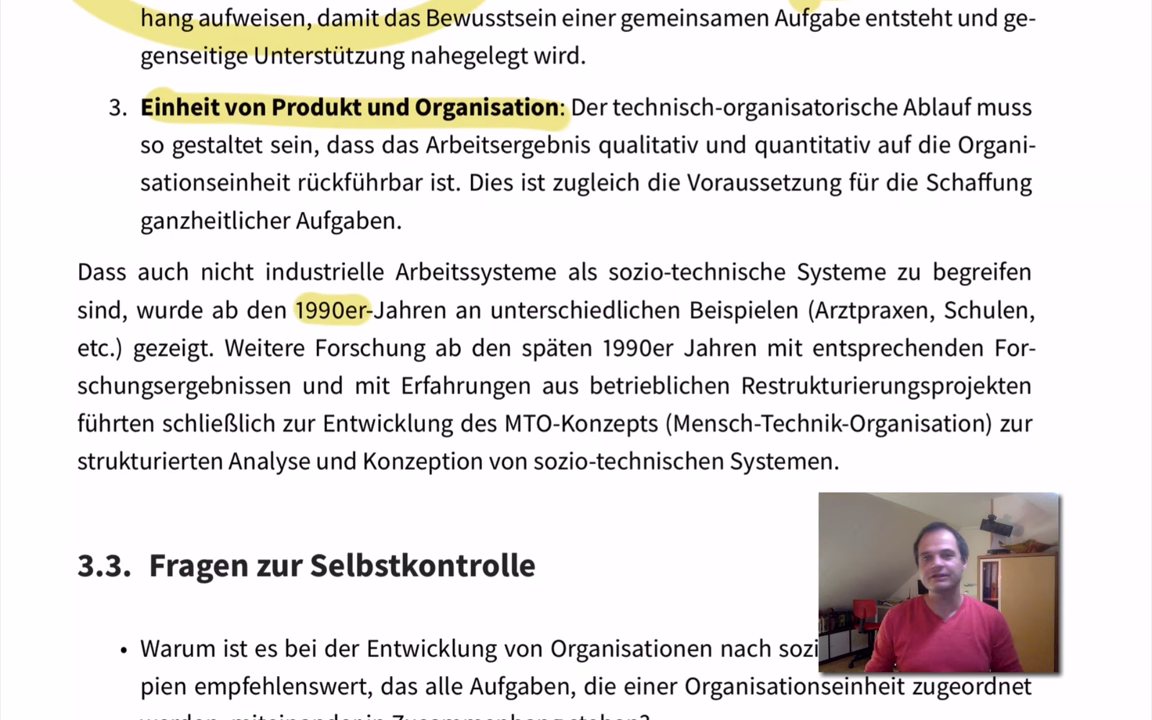 hang aufweisen, damit das Bewusstsein einer gemeinsamen Aufgabe entsteht und ge-
genseitige Unterstützung nahegelegt wird.
3. Einheit von Produkt und Organisation: Der technisch-organisatorische Ablauf muss
so gestaltet sein, dass das Arbeitsergebnis qualitativ und quantitativ auf die Organi-
sationseinheit rückführbar ist. Dies ist zugleich die Voraussetzung für die Schaffung
ganzheitlicher Aufgaben.
Dass auch nicht industrielle Arbeitssysteme als sozio-technische Systeme zu begreifen
sind, wurde ab den 1990er-Jahren an unterschiedlichen Beispielen (Arztpraxen, Schulen,
etc.) gezeigt. Weitere Forschung ab den späten 1990er Jahren mit entsprechenden For-
schungsergebnissen und mit Erfahrungen aus betrieblichen Restrukturierungsprojekten
führten schließlich zur Entwicklung des MTO-Konzepts (Mensch-Technik-Organisation) zur
strukturierten Analyse und Konzeption von sozio-technischen Systemen.
3.3. Fragen zur Selbstkontrolle
• Warum ist es bei der Entwicklung von Organisationen nach sozi
pien empfehlenswert, das alle Aufgaben, die einer Organisationseinheit zugeordnet